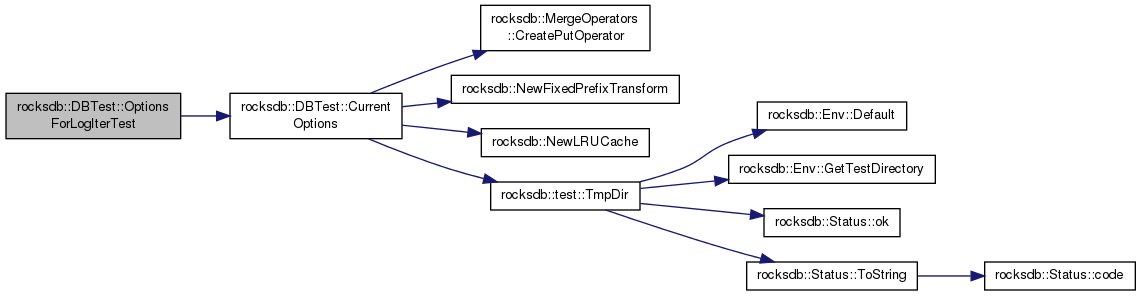 rocksdb::DBTest::Options
ForLogIterTest
rocksdb::DBTest::Current
Options
rocksdb::MergeOperators
::CreatePutOperator
rocksdb::NewFixedPrefixTransform
rocksdb::NewLRUCache
rocksdb::test::TmpDir
rocksdb::Env::Default
rocksdb::Env::GetTestDirectory
rocksdb::Status::ok
rocksdb::Status::ToString
rocksdb::Status::code